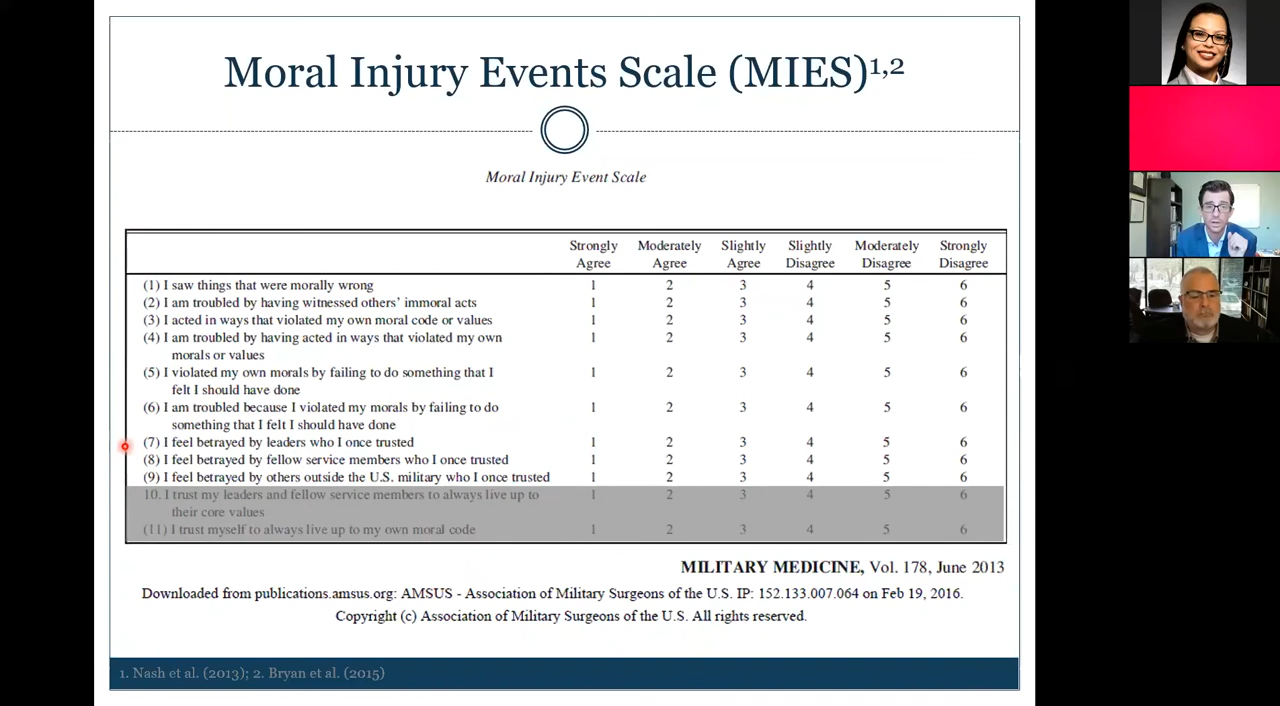 Moral Injury Events Scale (MIES)1,2
Moral Injury Event Scale
Strongly Agree Moderately Agree Slightly Agree Slightly Disagree Moderately Disagree Strongly Disagree
(1) I saw things that were morally wrong 1 2 3 4 5 6
(2) I am troubled by having witnessed others' immoral acts 1 2 3 4 5 6
(3) I acted in ways that violated my own moral code or values 1 2 3 4 5 6
(4) I am troubled by having acted in ways that violated my own 1 2 3 4 5 6
morals or values
(5) I violated my own morals by failing to do something that I 1 2 3 4 5 6
felt I should have done
(6) I am troubled because I violated my morals by failing to do 1 2 3 4 5 6
something that I felt I should have done
(7) I feel betrayed by leaders who I once trusted 1 2 3 4 5 6
(8) I feel betrayed by fellow service members who I once trusted 1 2 3 4 5 6
(9) I feel betrayed by others outside the U.S. military who I once trusted 1 2 3 4 5 6
10. I trust my leaders and fellow service members to always live up to 1 2 3 4 5 6
their core values
(11) I trust myself to always live up to my own moral code 1 2 3 4 5 6
MILITARY MEDICINE, Vol. 178, June 2013
Downloaded from publications.amsus.org: AMSUS - Association of Military Surgeons of the U.S. IP: 152.133.007.064 on Feb 19, 2016.
Copyright (c) Association of Military Surgeons of the U.S. All rights reserved.
1. Nash et al. (2013); 2. Bryan et al. (2015)